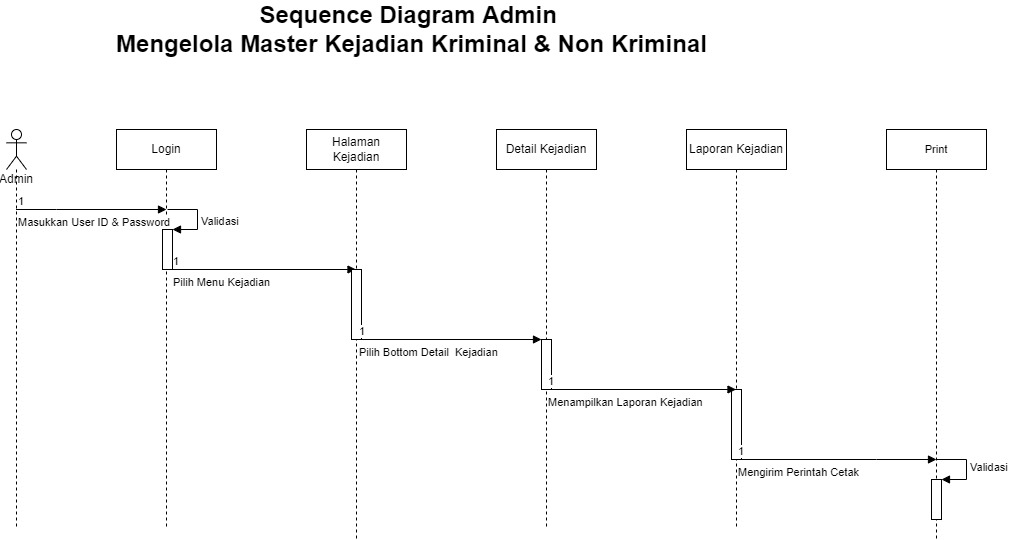 Sequence Diagram Admin
Mengelola Master Kejadian Kriminal & Non Kriminal
Admin
Login
Halaman
Kejadian
Detail Kejadian
Laporan Kejadian
Print
1
Masukkan User ID & Password
Validasi
1
Pilih Menu Kejadian
1
Pilih Bottom Detail  Kejadian
1
Menampilkan Laporan Kejadian
1
Mengirim Perintah Cetak
Validasi